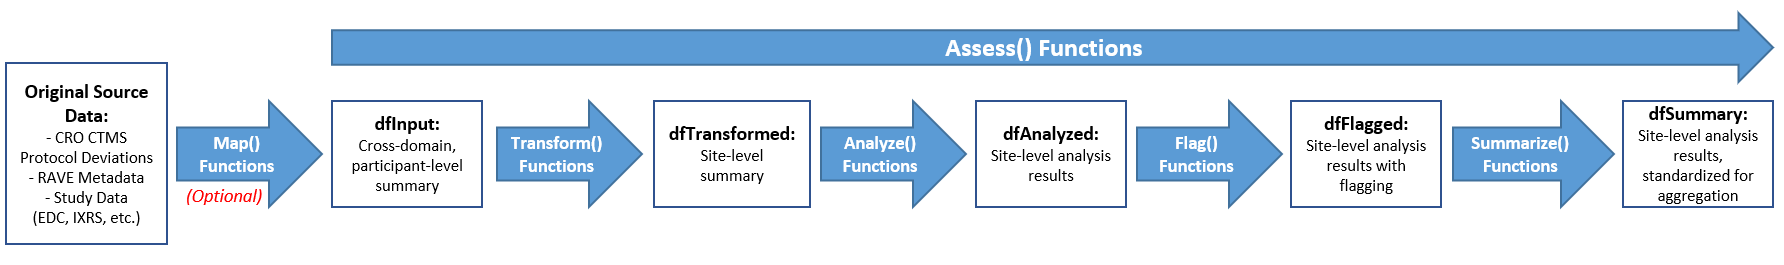 Assess() Functions
Original Source
Data:
- CRO CTMS
Protocol Deviations
- RAVE Metadata
- Study Data
(EDC, IXRS, etc.)
Map()
Functions
(Optional)
dfInput:
Cross-domain,
participant-level
summary
Transform()
Functions
dfTransformed:
Site-level
summary
Analyze()
Functions
dfAnalyzed:
Site-level analysis
results
Flag()
Functions
dfFlagged:
Site-level analysis
results with
flagging
Summarize()
Functions
dfSummary:
Site-level analysis
results,
standardized for
aggregation